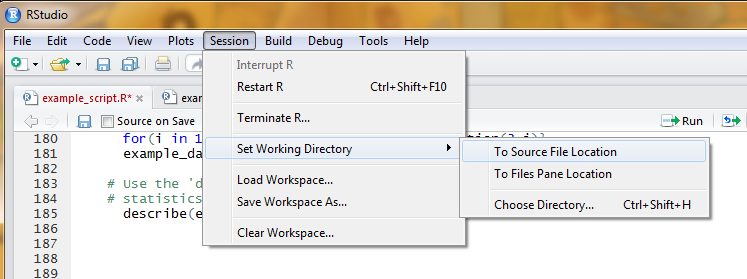 RStudio
File Edit Code View Plots Session Build Debug Tools Help
Interrupt R
Restart R Ctrl+Shift+F10
Terminate R...
Set Working Directory
Load Workspace...
Save Workspace As...
Clear Workspace...
To Source File Location
To Files Pane Location
Choose Directory... Ctrl+Shift+H
example_script.R* exa
Source on Save Run
180 for(i in 1
181 example_da
182
183 # Use the 'd
184 # statistics
185 describe(e
186
187
188
189